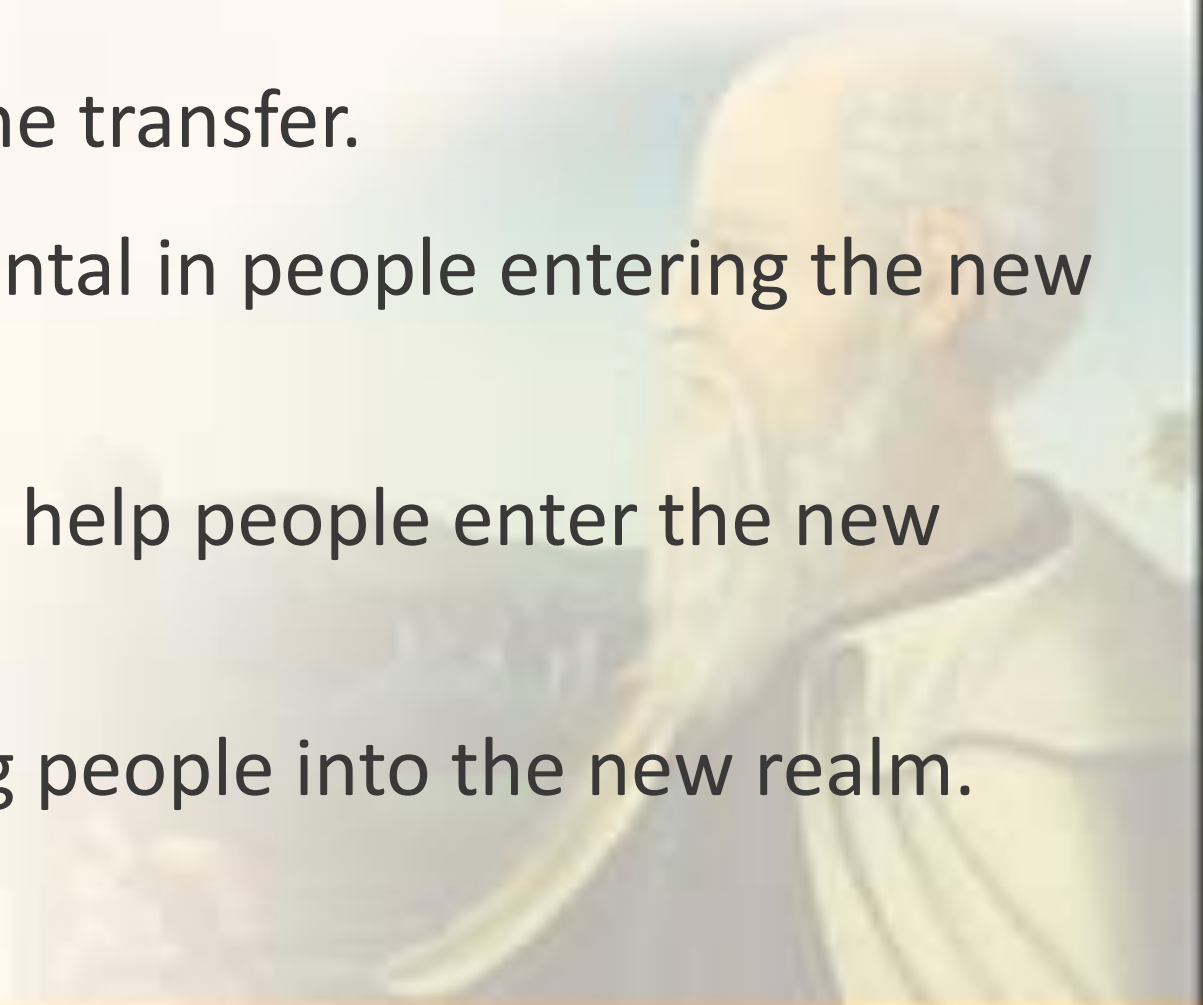 he transfer.
ntal in people entering the new
help people enter the new
g people into the new realm.